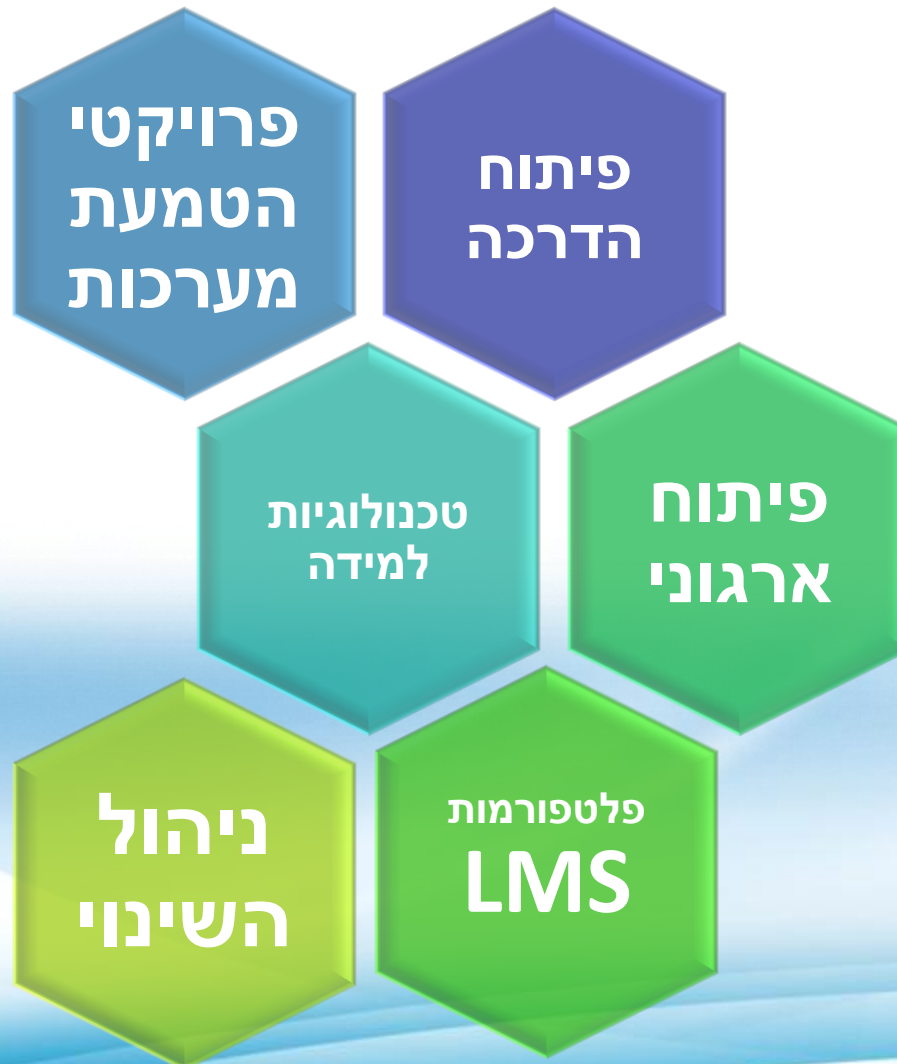 פיתוח
הדרכה
פרויקטי
הטמעת
מערכות
פיתוח
ארגוני
טכנולוגיות
למידה
פלטפורמות
LMS
ניהול
השינוי